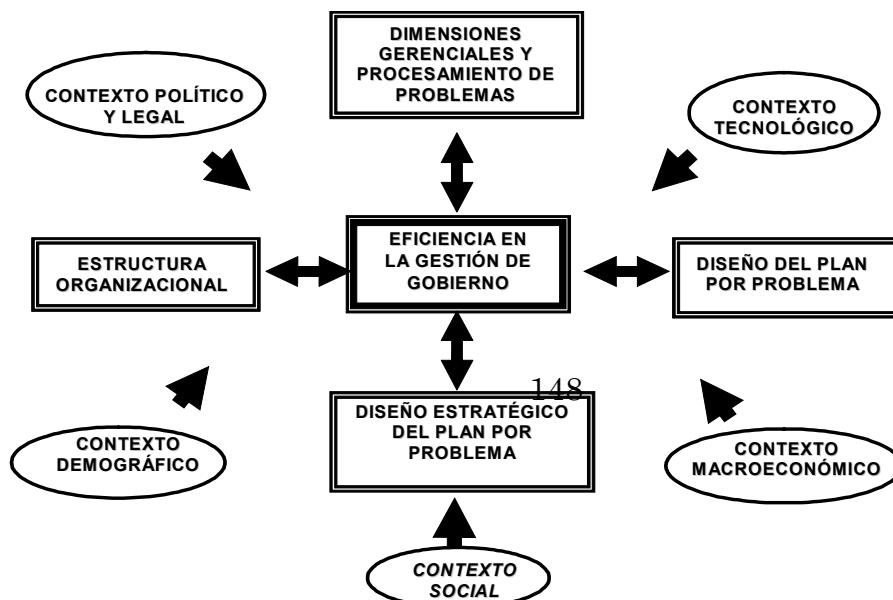 DIMENSIONES
GERENCIALES Y
PROCESAMIENTO DE
PROBLEMAS
CONTEXTO POLÍTICO
Y LEGAL
CONTEXTO
TECNOLÓGICO
ESTRUCTURA
ORGANIZACIONAL
EFICIENCIA EN
LA GESTIÓN DE
GOBIERNO
DISEÑO DEL PLAN
POR PROBLEMA
148
DISEÑO ESTRATÉGICO
DEL PLAN POR
PROBLEMA
CONTEXTO
DEMOGRÁFICO
CONTEXTO
MACROECONÓMICO
CONTEXTO
SOCIAL